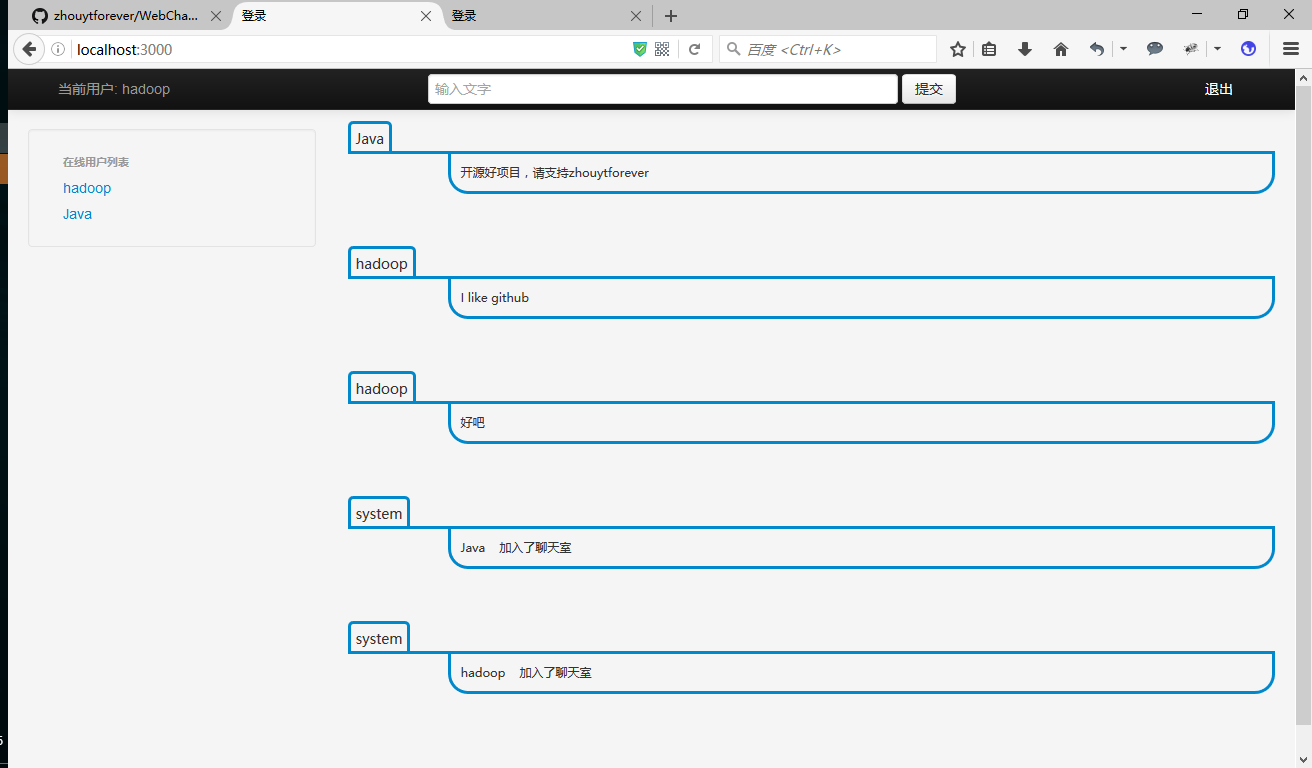 zhouytforever/WebCha...
登录
登录
localhost:3000
百度 <Ctrl+K>
当前用户: hadoop
输入文字
提交
退出
在线用户列表
hadoop
Java
Java
开源好项目，请支持zhouytforever
hadoop
I like github
hadoop
好吧
system
Java 加入了聊天室
system
hadoop 加入了聊天室